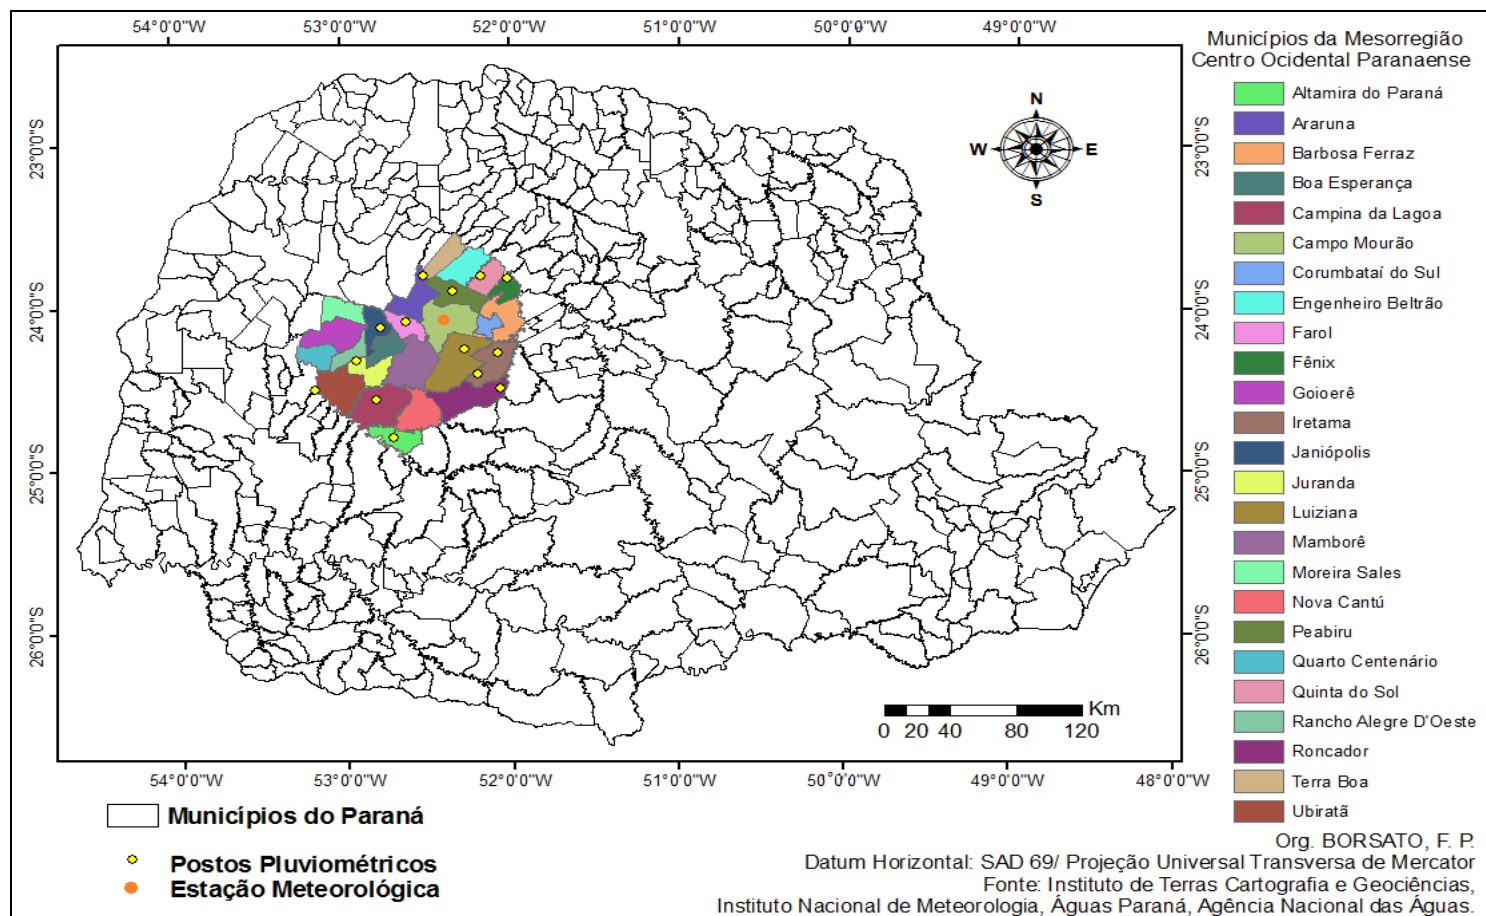 54°0'0"W 53°0'0"W 52°0'0"W 51°0'0"W 50°0'0"W 49°0'0"W
Municípios da Mesorregião
Centro Ocidental Paranaense
Altamira do Paraná
Araruna
Barbosa Ferraz
Boa Esperança
Campina da Lagoa
Campo Mourão
Corumbataí do Sul
Engenheiro Beltrão
Farol
Fênix
Goioerê
Iretama
Janiópolis
Juranda
Luiziana
Mamborê
Moreira Sales
Nova Cantú
Peabiru
Quarto Centenário
Quinta do Sol
Rancho Alegre D'Oeste
Roncador
Terra Boa
Ubiratã
N
W E
S
23°0'0"S
24°0'0"S
25°0'0"S
26°0'0"S
23°0'0"S
24°0'0"S
25°0'0"S
26°0'0"S
Km
0 20 40 80 120
54°0'0"W 53°0'0"W 52°0'0"W 51°0'0"W 50°0'0"W 49°0'0"W 48°0'0"W
Municípios do Paraná
Postos Pluviométricos
Estação Meteorológica
Org. BORSATO, F. P.
Datum Horizontal: SAD 69/ Projeção Universal Transversa de Mercator
Fonte: Instituto de Terras Cartografia e Geociências,
Instituto Nacional de Meteorologia, Águas Paraná, Agência Nacional das Águas.